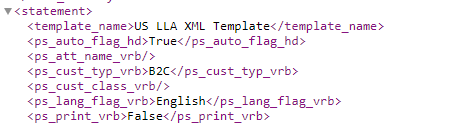 ▼<statement>
<template_name>US LLA XML Template</template_name>
<ps_auto_flag_hd>True</ps_auto_flag_hd>
<ps_att_name_vrb/>
<ps_cust_typ_vrb>B2C</ps_cust_typ_vrb>
<ps_cust_class_vrb/>
<ps_lang_flag_vrb>English</ps_lang_flag_vrb>
<ps_print_vrb>False</ps_print_vrb>